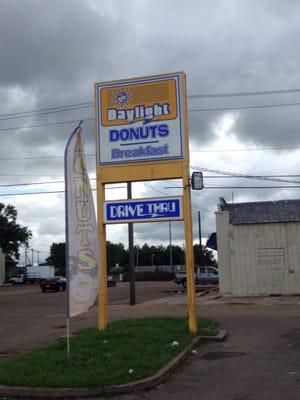 Daylight
DONUTS
Breakfast
DRIVE THRU
DONUTS